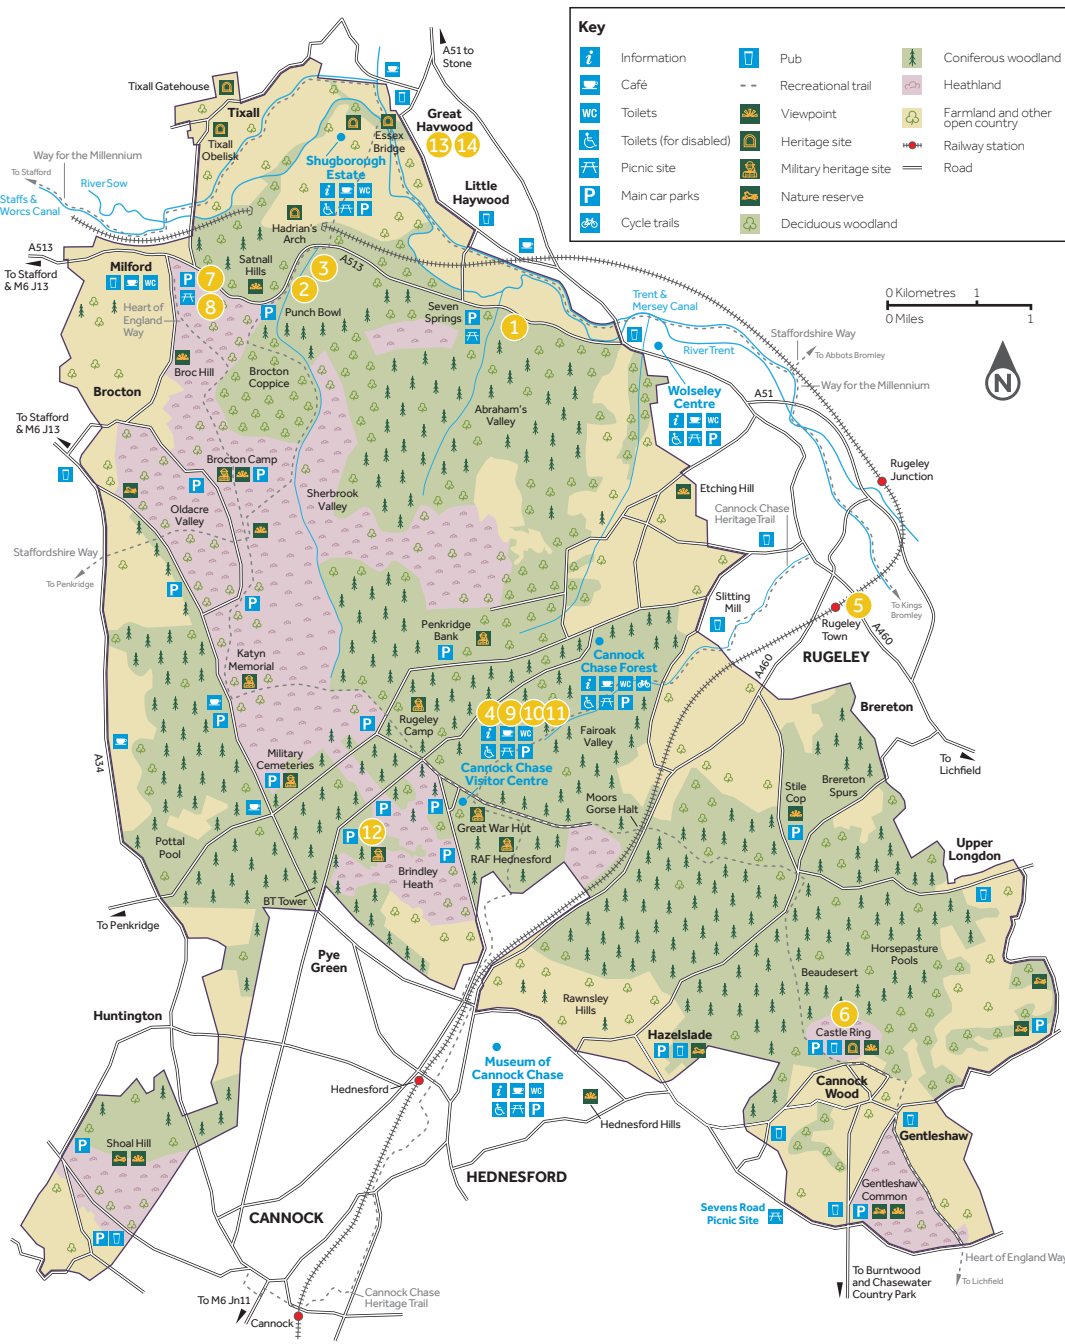 Key
Information
Café
Toilets
Toilets (for disabled)
Picnic site
Main car parks
Cycle trails
Pub
Recreational trail
Viewpoint
Heritage site
Military heritage site
Nature reserve
Deciduous woodland
Coniferous woodland
Heathland
Farmland and other
open country
Railway station
Road
0 Kilometres 1
0 Miles 1
N
A51 to
Stone
Tixall Gatehouse
Tixall
Tixall
Obelisk
Essex
Bridge
Great
Haywood
13 14
Way for the Millennium
To Stafford
River Sow
Staffs &
Worcs Canal
Shugborough
Estate
Little
Haywood
Hadrian's
Arch
A513
To Stafford
& M6 J13
Milford
Satnall
Hills
A513
3
2
7
8
Punch Bowl
Heart of
England
Way
Seven
Springs
1
Trent &
Mersey Canal
River Trent
Staffordshire Way
To Abbots Bromley
Way for the Millennium
Broc Hill
Brocton
Coppice
Brocton
Wolseley
Centre
A51
To Stafford
& M6 J13
Abraham's
Valley
Brocton Camp
Rugeley
Junction
Etching Hill
Sherbrook
Valley
Oldacre
Valley
Cannock Chase
Heritage Trail
Staffordshire Way
To Penkridge
Slitting
Mill
To Kings
Bromley
5
Rugeley
Town
A460
A460
RUGELEY
Penkridge
Bank
Katyn
Memorial
Cannock
Chase Forest
Brereton
4 9 10 11
Rugeley
Camp
Fairoak
Valley
To
Lichfield
A34
Military
Cemeteries
Cannock Chase
Visitor Centre
Brereton
Spurs
Stile
Cop
Moors
Gorse Halt
12
Great War Hut
RAF Hednesford
Pottal
Pool
Upper
Longdon
Brindley
Heath
BT Tower
To Penkridge
Pye
Green
Horsepasture
Pools
Beaudesert
Rawnsley
Hills
Huntington
6
Castle Ring
Hazelslade
Museum of
Cannock Chase
Hednesford
Cannock
Wood
Hednesford Hills
Gentleshaw
Shoal Hill
HEDNESFORD
Gentleshaw
Common
Sevens Road
Picnic Site
CANNOCK
Heart of England Way
To Lichfield
To Burntwood
and Chasewater
Country Park
To M6 Jn11
Cannock Chase
Heritage Trail
Cannock